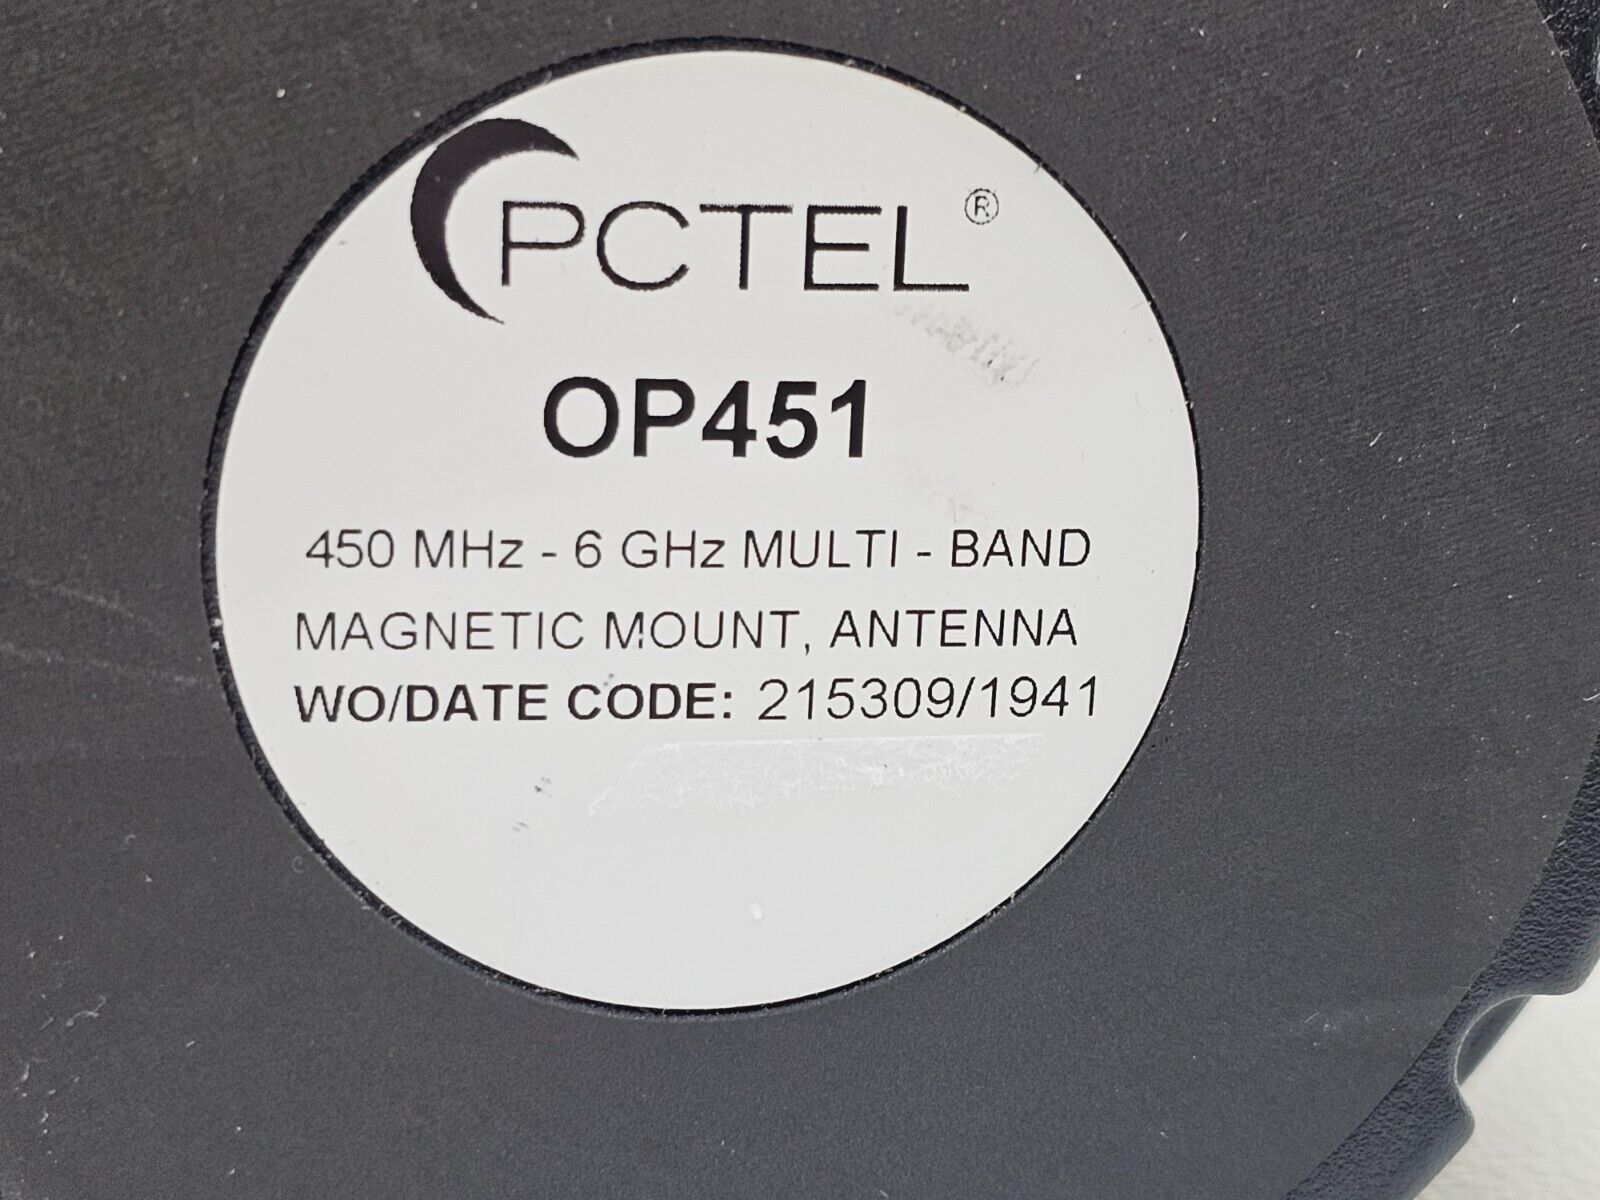 PCTEL®
OP451
450 MHz - 6 GHz MULTI - BAND
MAGNETIC MOUNT, ANTENNA
WO/DATE CODE: 215309/1941